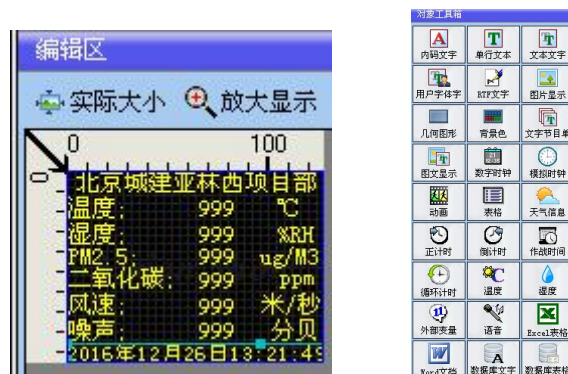 编辑区
实际大小 放大显示
0 100
0
北京城建亚林西项目部
温度: 999 ℃
湿度: 999 %RH
PM2.5: 999 ug/M3
二氧化碳: 999 ppm
风速: 999 米/秒
噪声: 999 分贝
2016年12月26日13:21:4
对象工具箱
内码文字 单行文本 文本文字
用户字体字 RTF文字 图片显示
几何图形 背景色 文字节目单
图文显示 数字时钟 模拟时钟
动画 表格 天气信息
正计时 倒计时 作战时间
循环计时 温度 湿度
外部变量 语音 Excel表格
Word文档 数据库文字 数据库表格